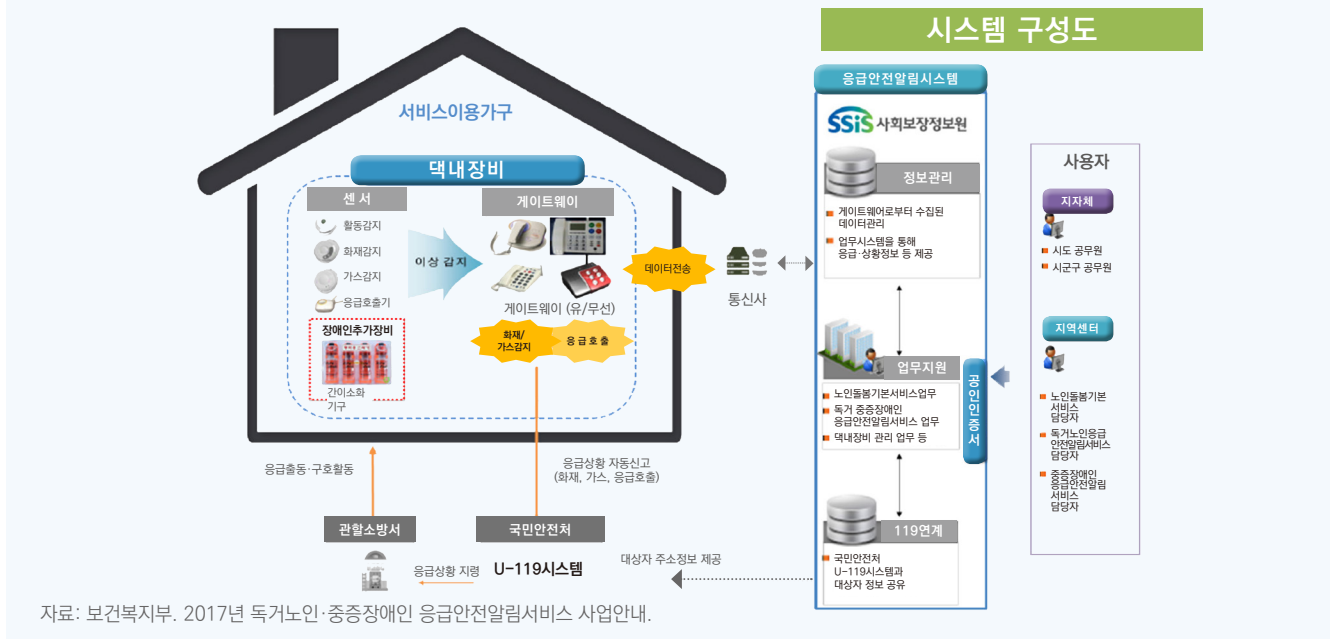 시스템 구성도
서비스이용가구
댁내장비
센 서
활동감지
화재감지
가스감지
응급호출기
장애인추가장비
간이소화
기구
이상 감지
게이트웨이
게이트웨이 (유/무선)
화재/
가스감지
응급호출
데이터전송
통신사
응급안전알림시스템
SSiS 사회보장정보원
정보관리
게이트웨어로부터 수집된
데이터관리
업무시스템을 통해
응급·상황정보 등 제공
업무지원
노인돌봄기본서비스업무
독거 중증장애인
응급안전알림서비스 업무
댁내장비 관리 업무 등
119연계
국민안전처
U-119시스템과
대상자 정보 공유
공인인증서
사용자
지자체
시도 공무원
시군구 공무원
지역센터
노인돌봄기본
서비스
담당자
독거노인응급
안전알림서비스
담당자
중증장애인
응급안전알림
서비스
담당자
응급출동·구호활동
응급상황 자동신고
(화재, 가스, 응급호출)
관할소방서
국민안전처
응급상황 지령
U-119시스템
대상자 주소정보 제공
자료: 보건복지부. 2017년 독거노인·중증장애인 응급안전알림서비스 사업안내.